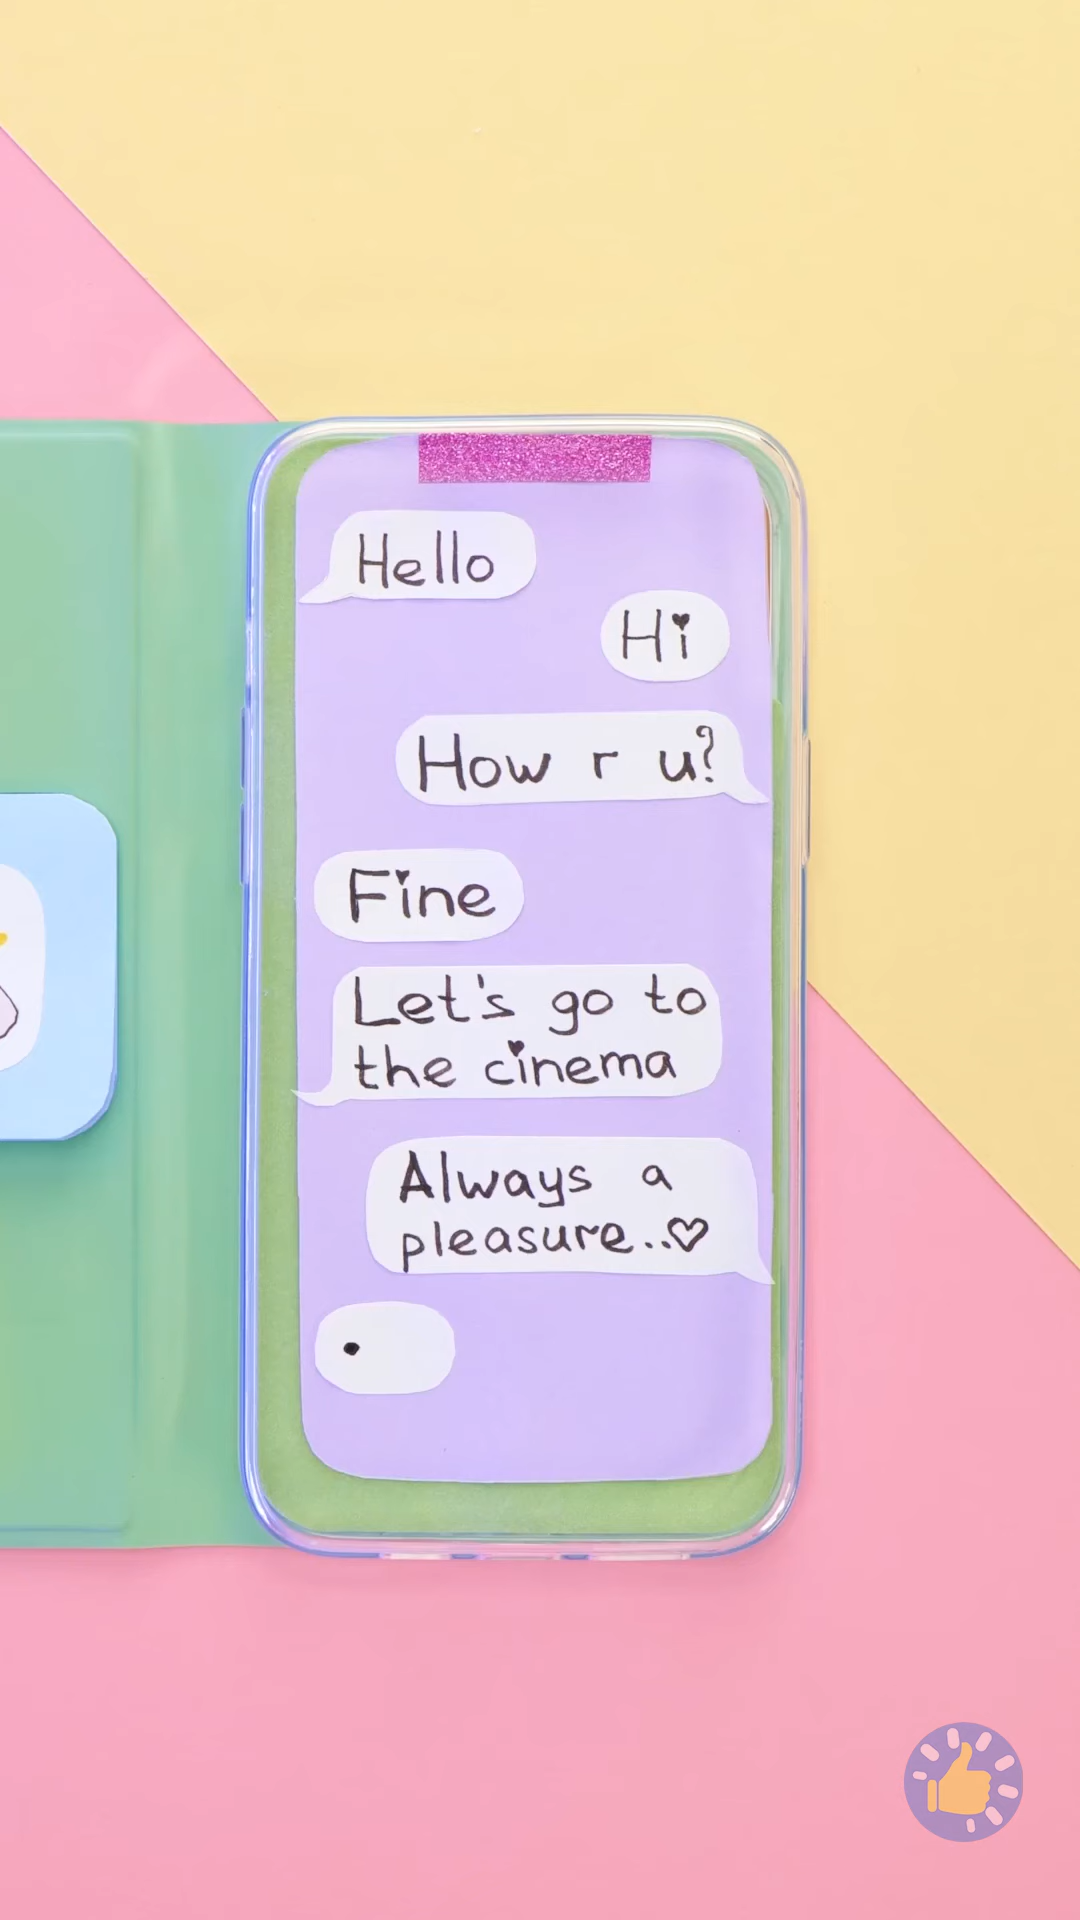 Hello
Hi
How r u?
Fine
Let's go to
the cinema
Always a
pleasure..♡